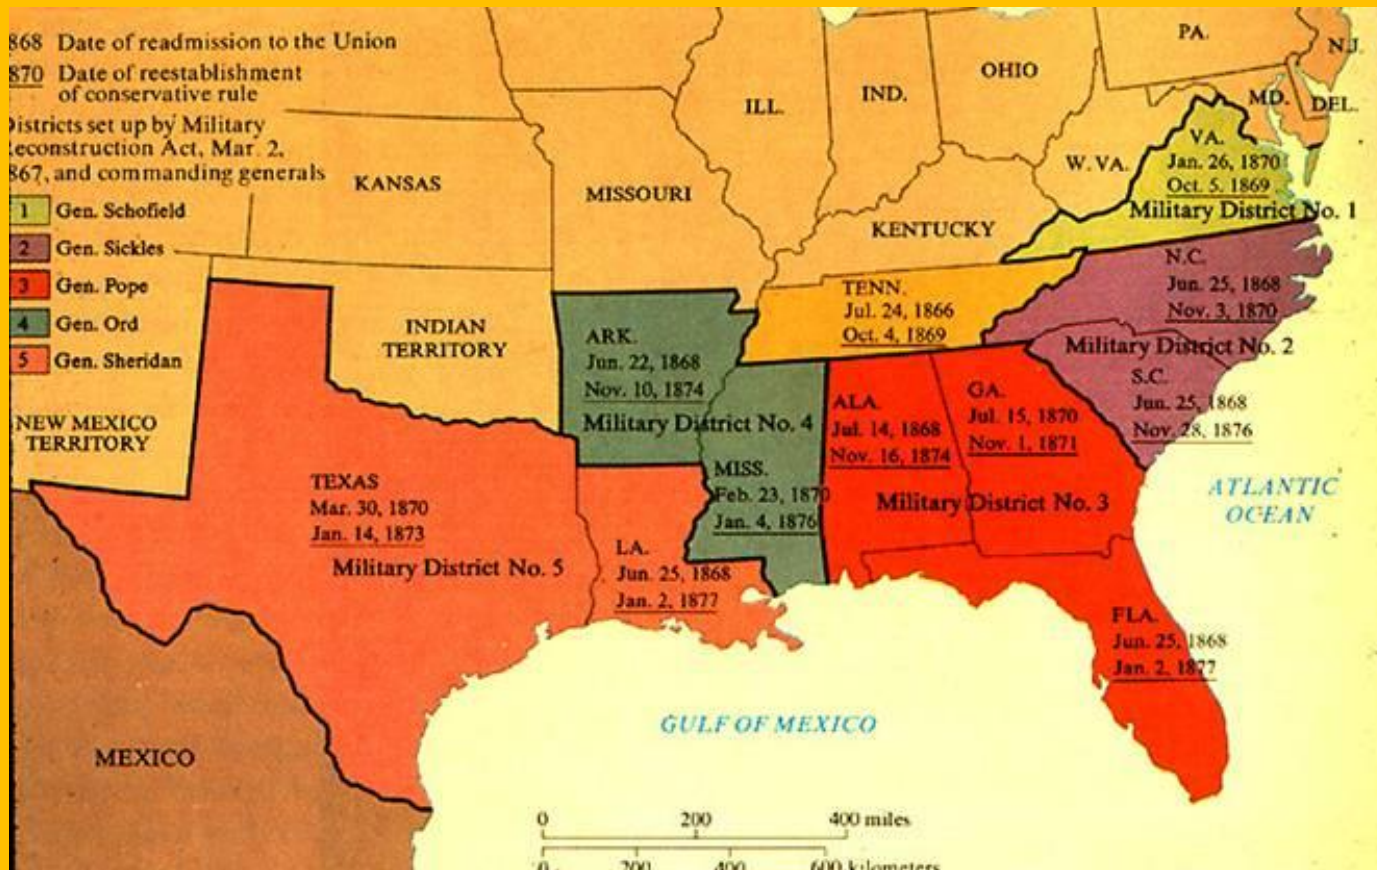 868 Date of readmission to the Union
870 Date of reestablishment
of conservative rule
Districts set up by Military
Reconstruction Act, Mar. 2,
867, and commanding generals
1 Gen. Schofield
2 Gen. Sickles
3 Gen. Pope
4 Gen. Ord
5 Gen. Sheridan
PA.
N.J.
OHIO
IND.
ILL.
MD.
DEL.
W. VA.
VA.
Jan. 26, 1870
Oct. 5. 1869
Military District No. 1
KANSAS
MISSOURI
KENTUCKY
N.C.
Jun. 25, 1868
Nov. 3, 1870
Military District No. 2
S.C.
Jun. 25, 1868
Nov. 28, 1876
TENN.
Jul. 24, 1866
Oct. 4, 1869
INDIAN
TERRITORY
ARK.
Jun. 22, 1868
Nov. 10, 1874
Military District No. 4
MISS.
Feb. 23, 1870
Jan. 4, 1876
ALA.
Jul. 14, 1868
Nov. 16, 1874
GA.
Jul. 15, 1870
Nov. 1, 1871
Military District No. 3
NEW MEXICO
TERRITORY
TEXAS
Mar. 30, 1870
Jan. 14, 1873
Military District No. 5
LA.
Jun. 25, 1868
Jan. 2, 1877
FLA.
Jun. 25, 1868
Jan. 2, 1877
ATLANTIC
OCEAN
GULF OF MEXICO
MEXICO
0 200 400 miles
0 200 400 600 kilometers